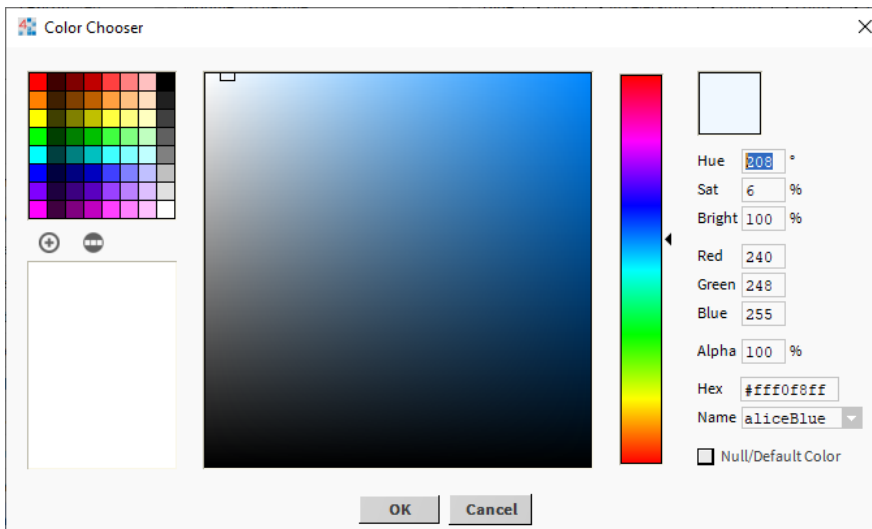 Color Chooser
Hue 208 °
Sat 6 %
Bright 100 %
Red 240
Green 248
Blue 255
Alpha 100 %
Hex #fff0f8ff
Name aliceBlue
Null/Default Color
OK Cancel